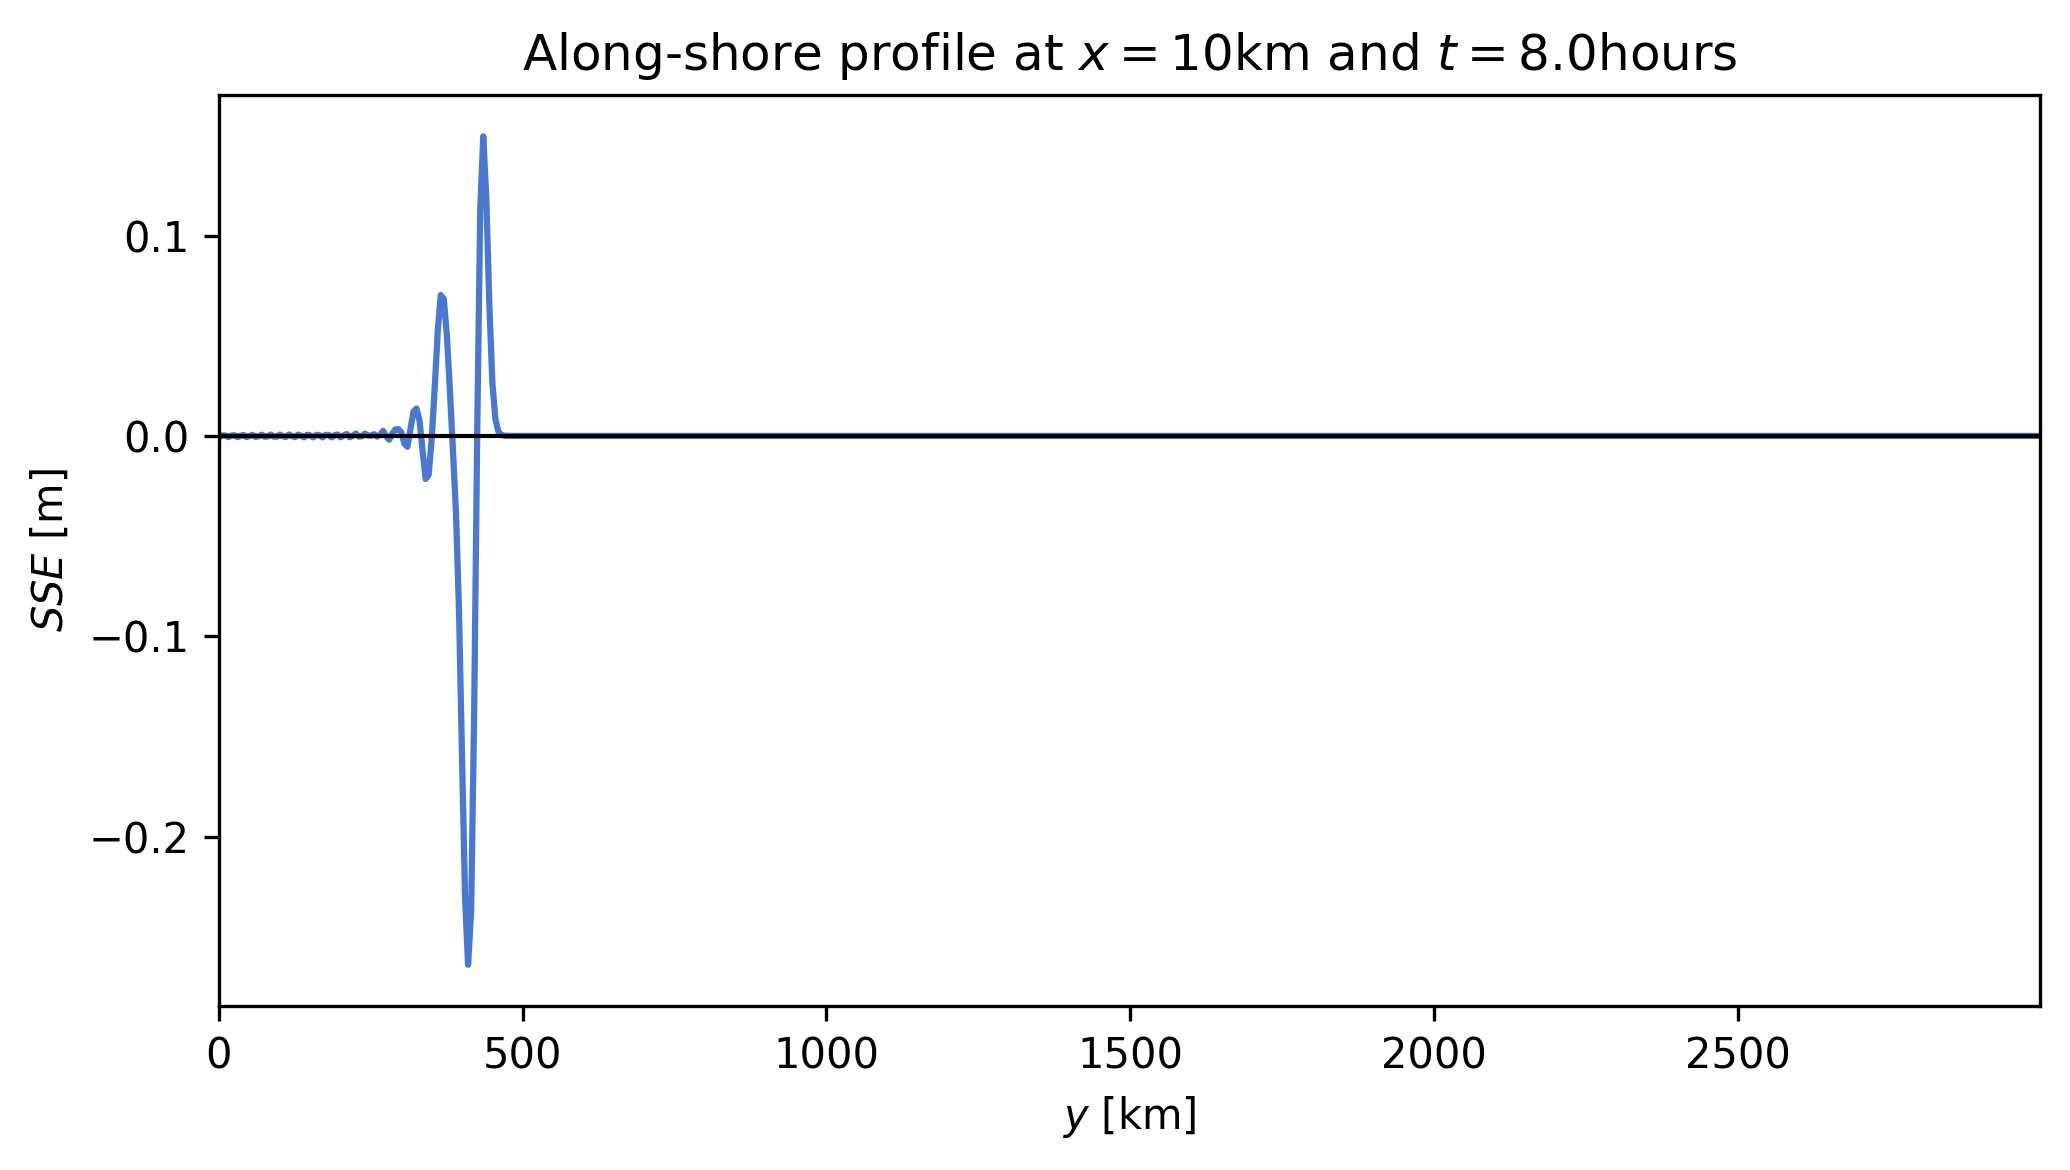 Along-shore profile at x = 10km and t = 8.0hours
0.1
0.0
−0.1
−0.2
SSE [m]
0 500 1000 1500 2000 2500
y [km]